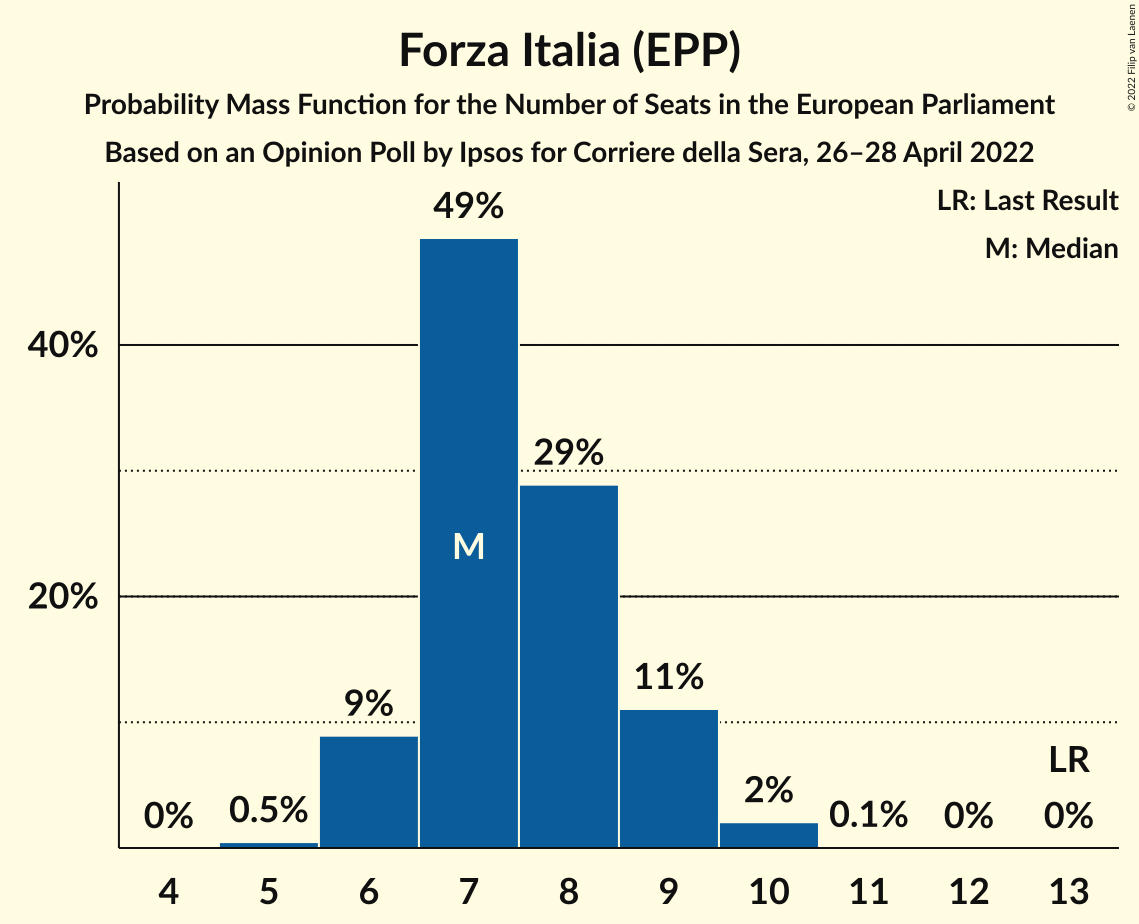 Forza Italia (EPP)
Probability Mass Function for the Number of Seats in the European Parliament
Based on an Opinion Poll by Ipsos for Corriere della Sera, 26–28 April 2022
© 2022 Filip van Laenen
LR: Last Result
M: Median
49%
40%
29%
M
20%
11%
9%
LR
2%
0%
0.5%
0.1%
0%
0%
4 5 6 7 8 9 10 11 12 13